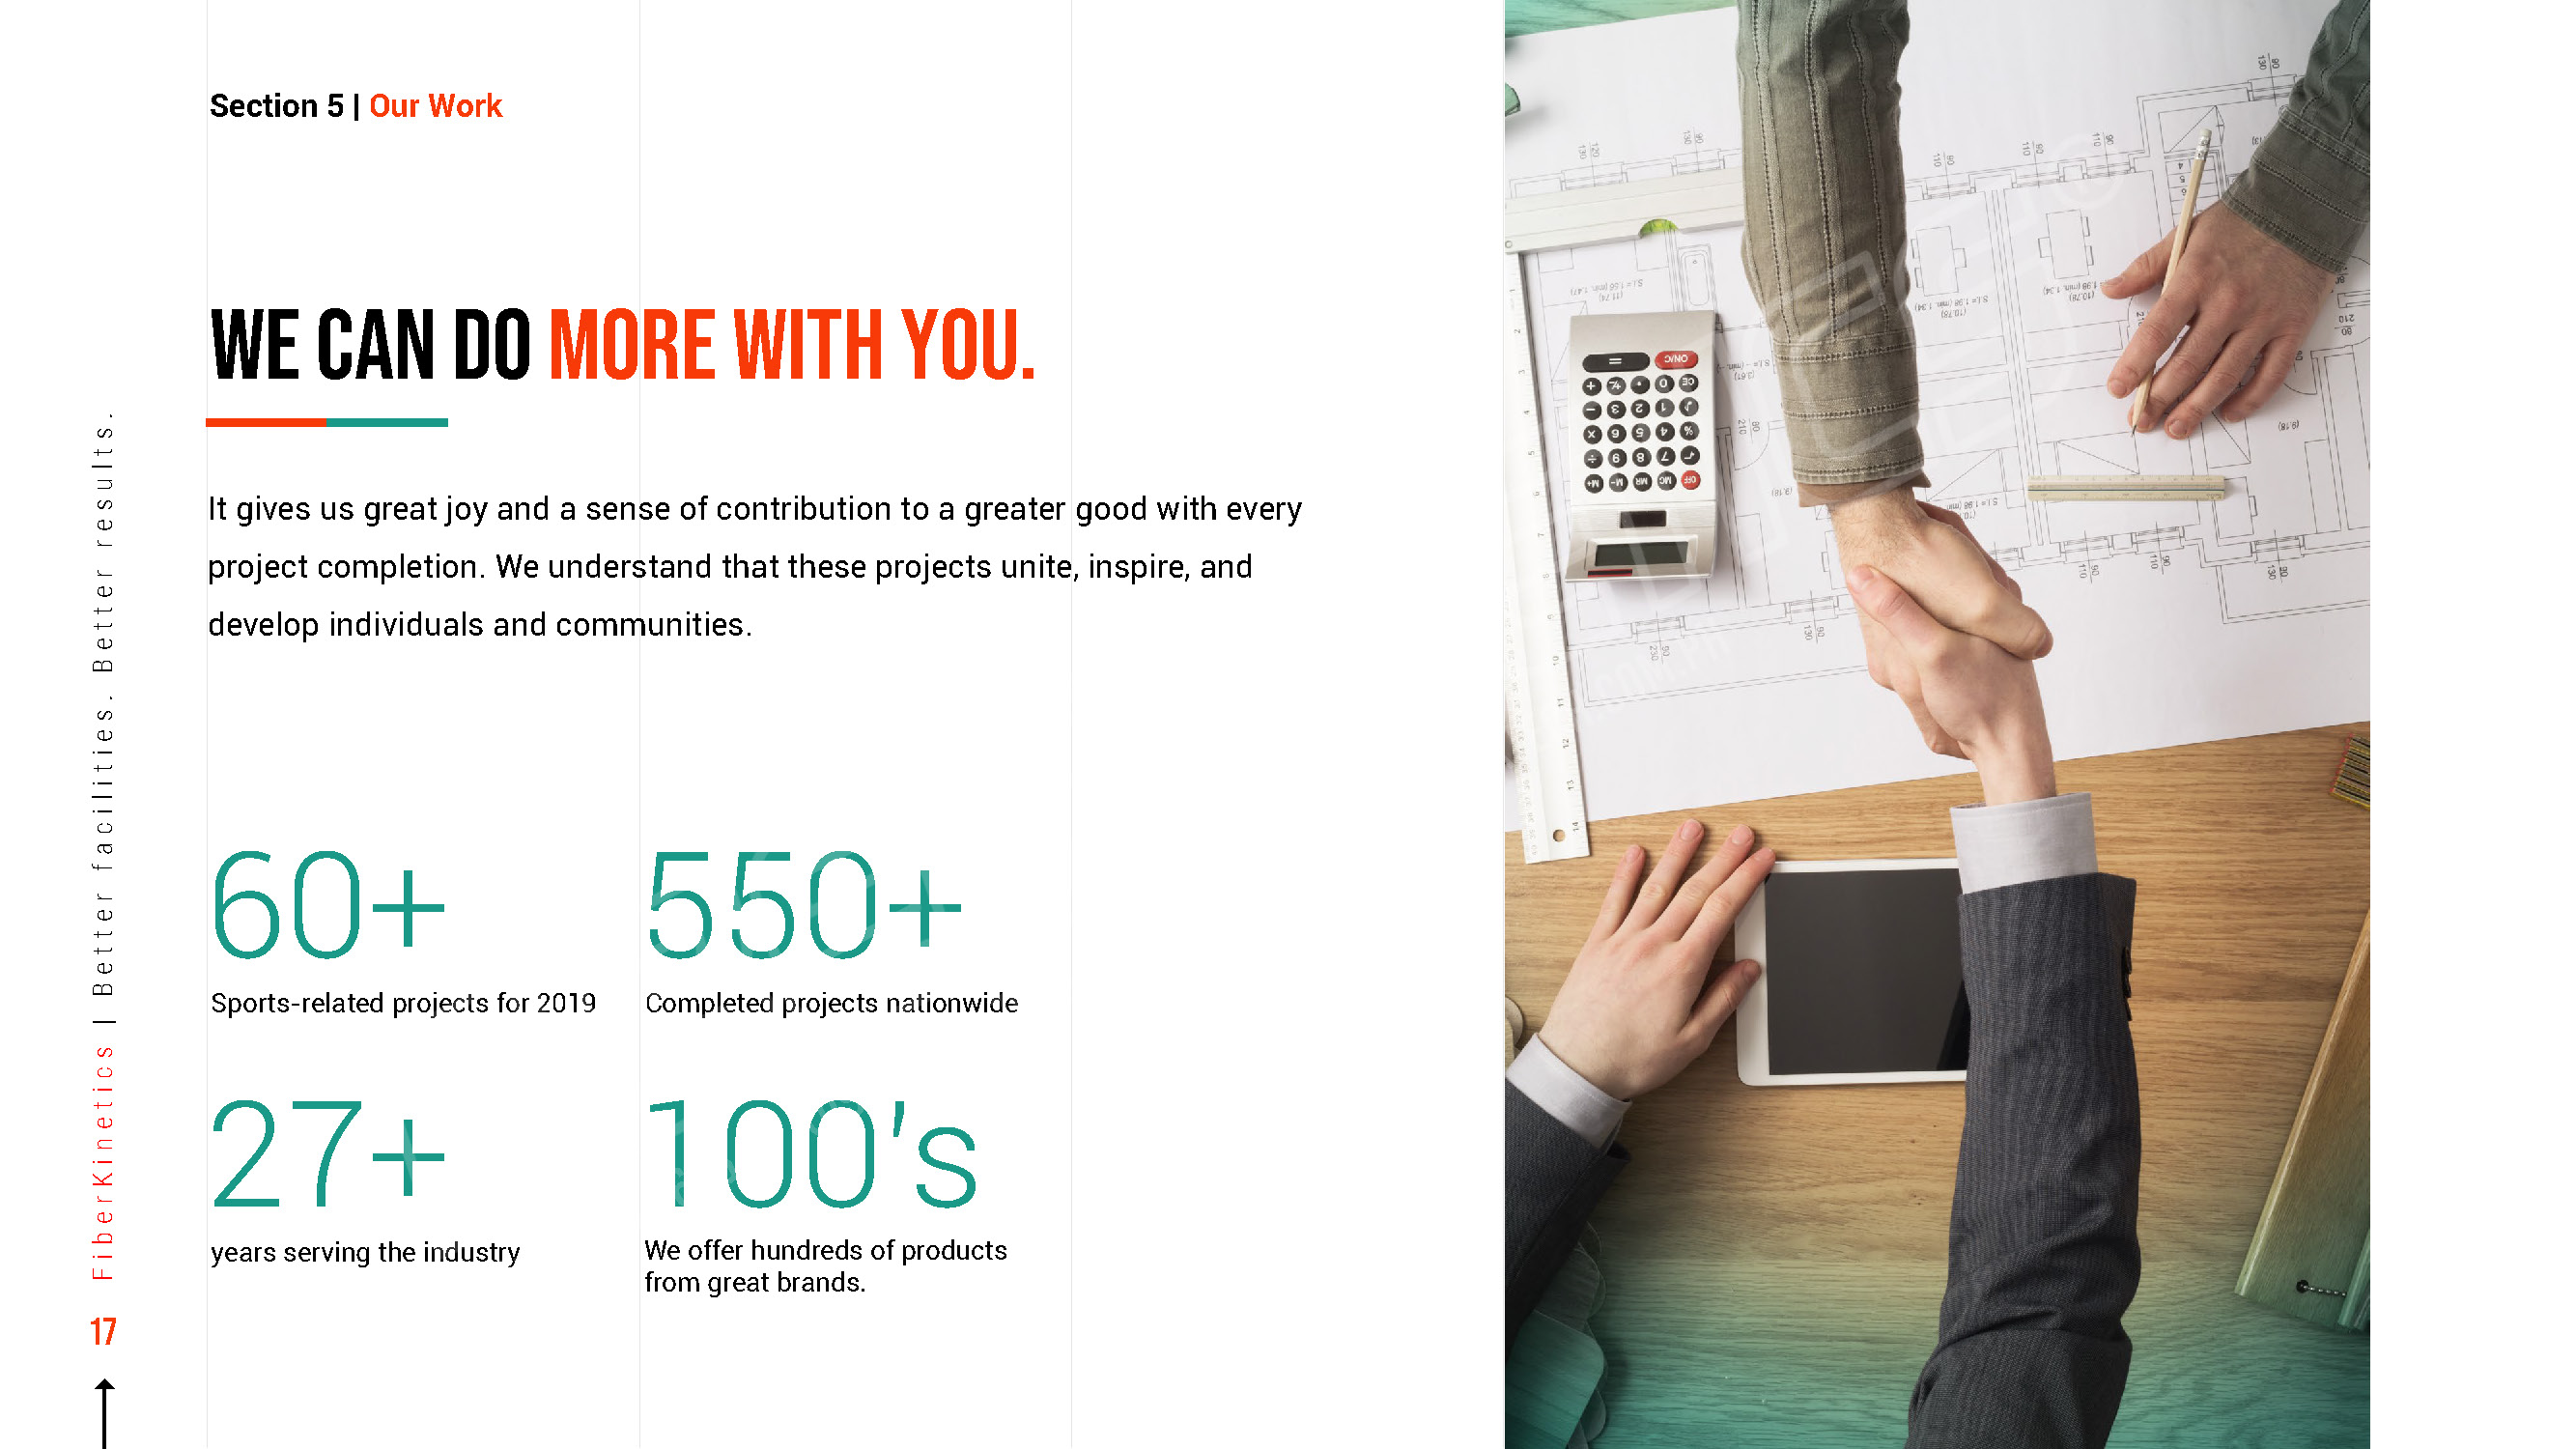 Section 5 | Our Work
WE CAN DO MORE WITH YOU.
It gives us great joy and a sense of contribution to a greater good with every
project completion. We understand that these projects unite, inspire, and
develop individuals and communities.
60+
Sports-related projects for 2019
550+
Completed projects nationwide
27+
years serving the industry
100's
We offer hundreds of products
from great brands.
FiberKinetics | Better facilities. Better results.
17